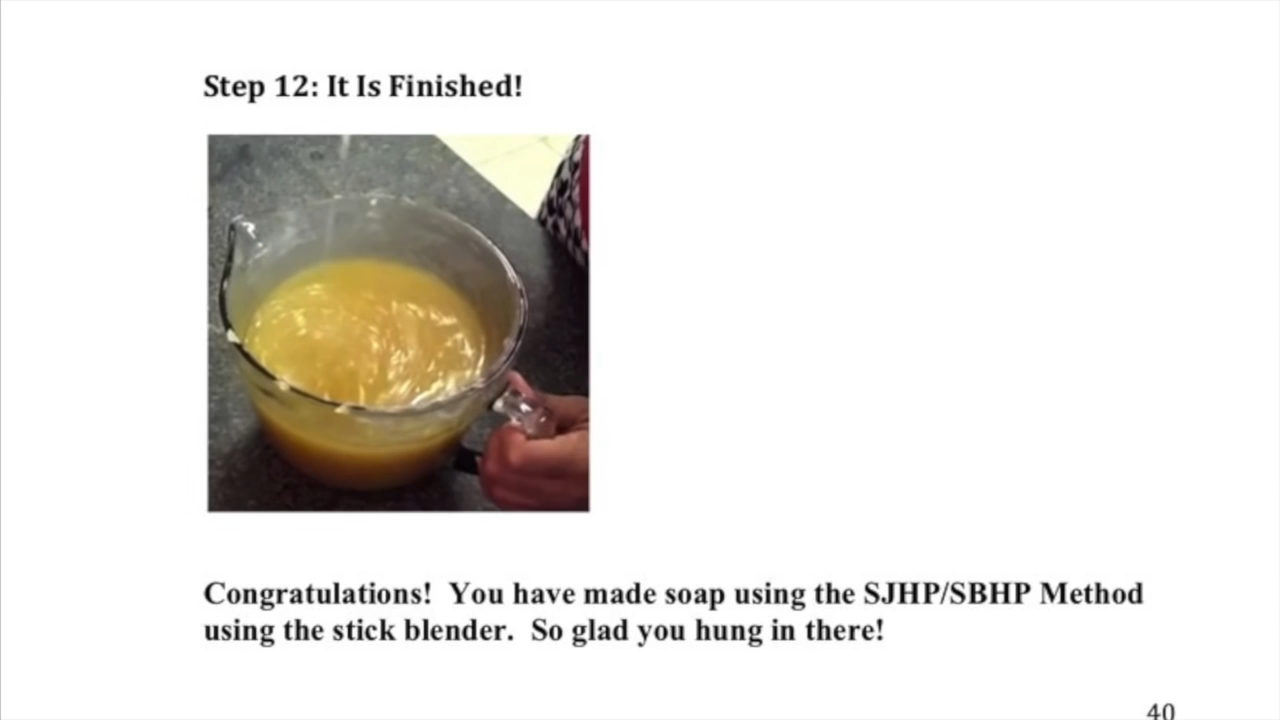 Step 12: It Is Finished!
Congratulations!  You have made soap using the SJHP/SBHP Method
using the stick blender.  So glad you hung in there!
40